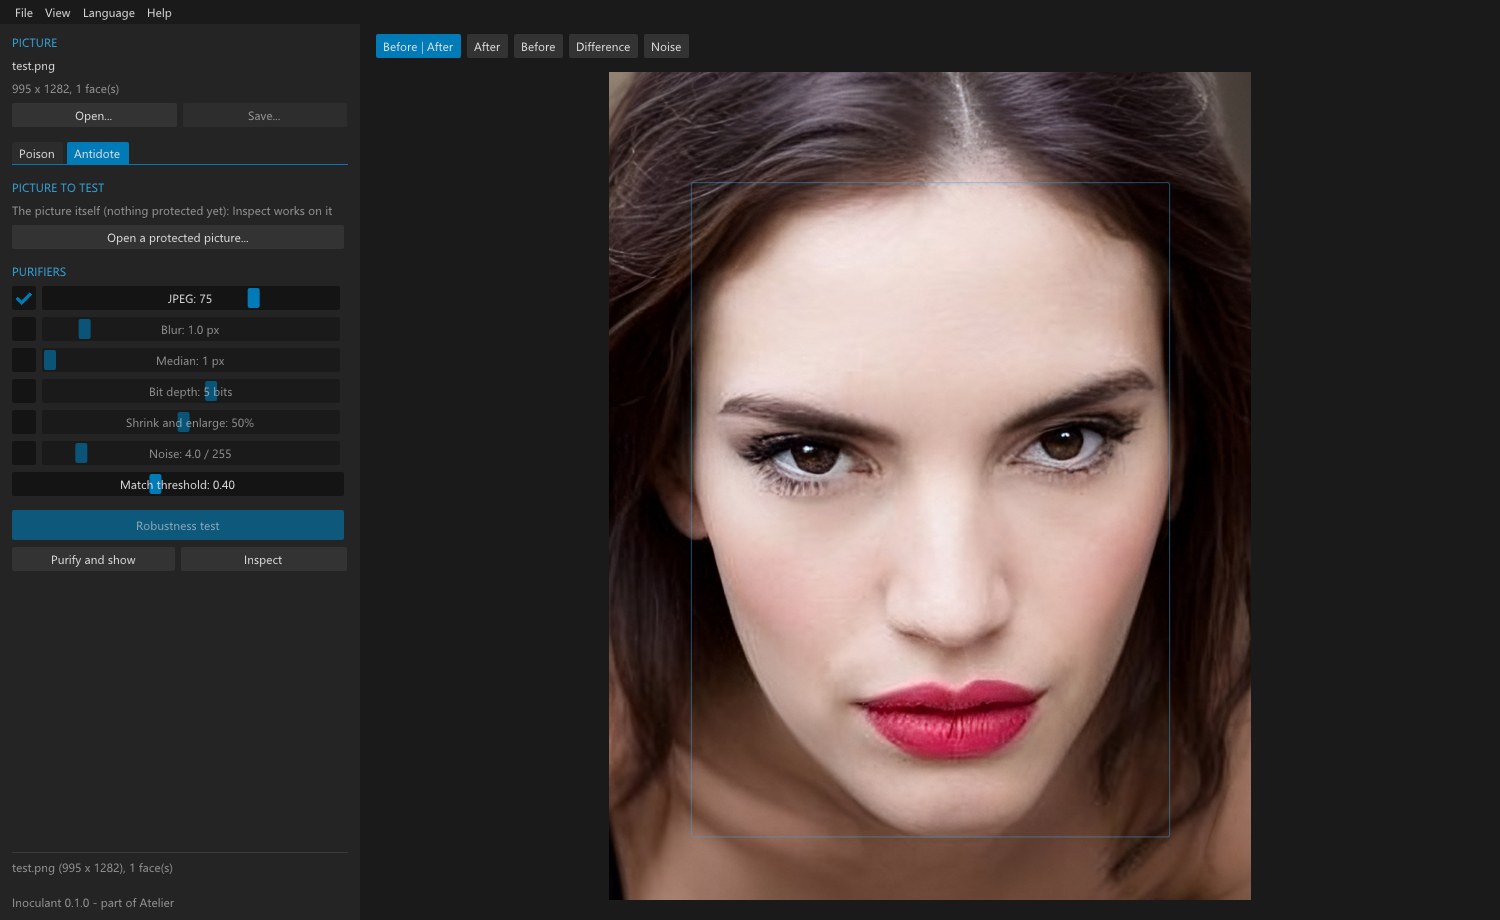 File View Language Help
PICTURE
test.png
995 x 1282, 1 face(s)
Open... Save...
Poison Antidote
PICTURE TO TEST
The picture itself (nothing protected yet): Inspect works on it
Open a protected picture...
PURIFIERS
JPEG: 75
Blur: 1.0 px
Median: 1 px
Bit depth: 5 bits
Shrink and enlarge: 50%
Noise: 4.0 / 255
Match threshold: 0.40
Robustness test
Purify and show Inspect
test.png (995 x 1282), 1 face(s)
Inoculant 0.1.0 - part of Atelier
Before | After After Before Difference Noise